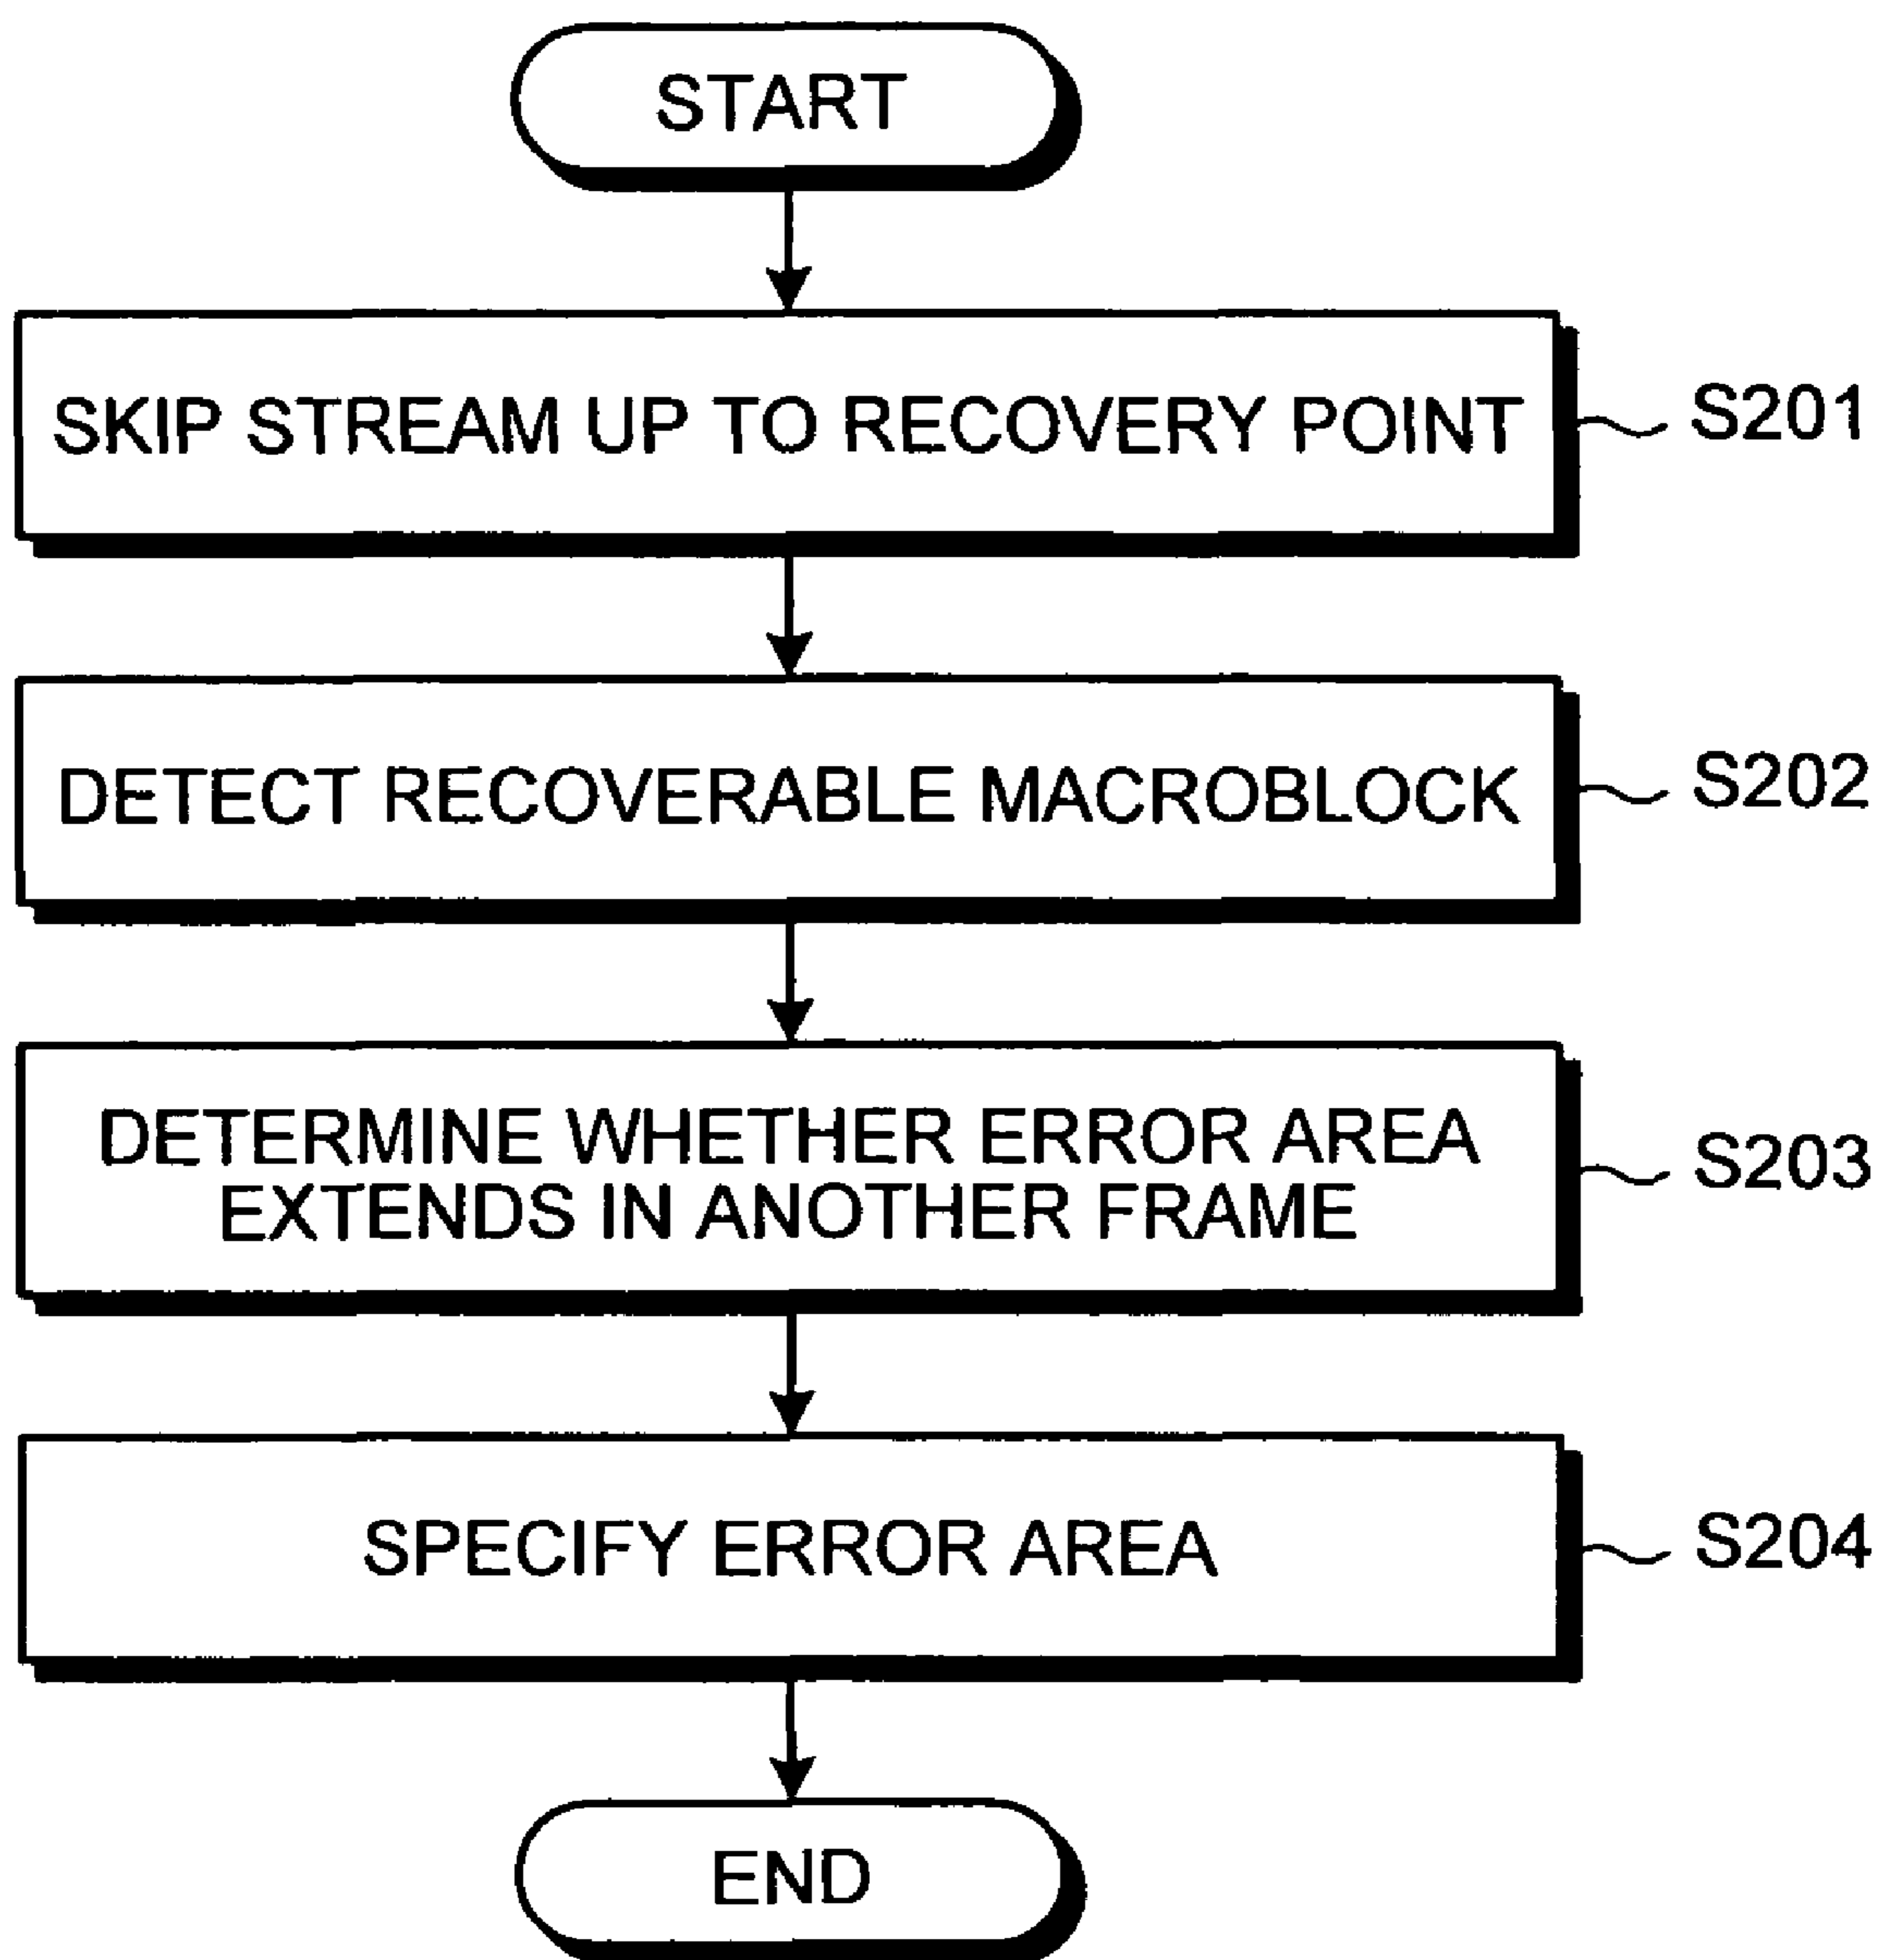 START
SKIP STREAM UP TO RECOVERY POINT
S201
DETECT RECOVERABLE MACROBLOCK
S202
DETERMINE WHETHER ERROR AREA
EXTENDS IN ANOTHER FRAME
S203
SPECIFY ERROR AREA
S204
END